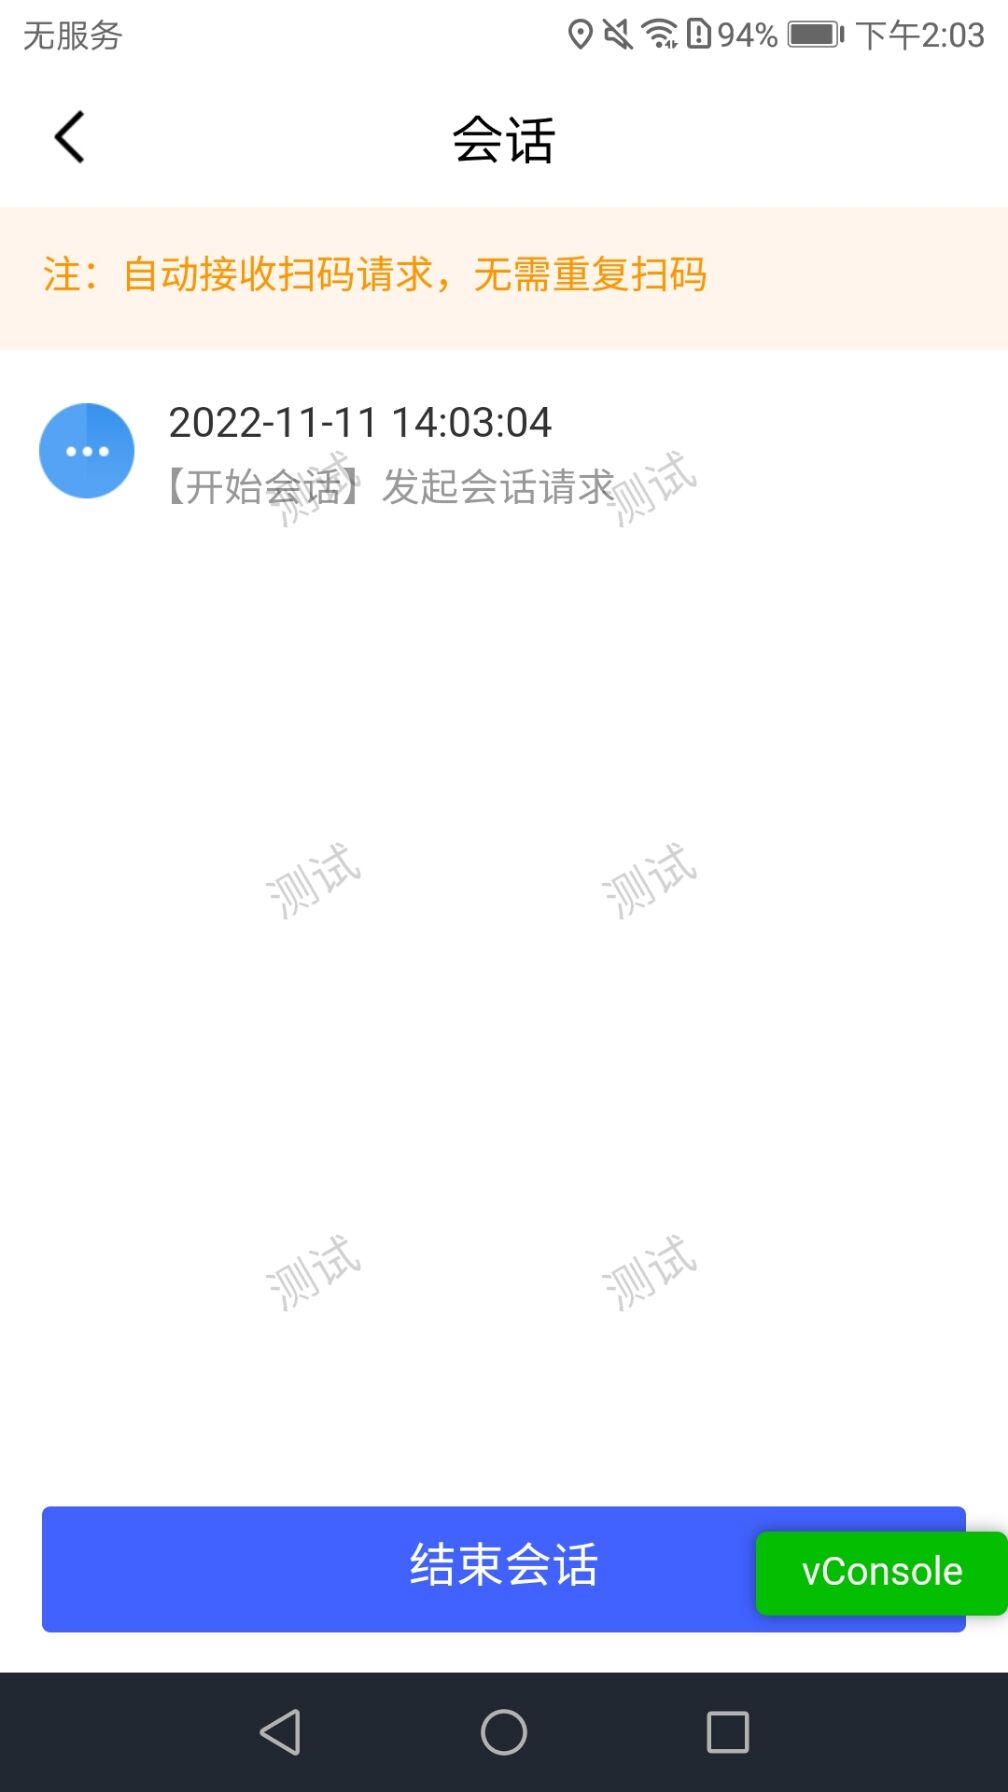 无服务 94% 下午2:03
会话
注：自动接收扫码请求，无需重复扫码
2022-11-11 14:03:04
【开始会话】发起会话请求
测试 测试
测试 测试
测试 测试
结束会话
vConsole